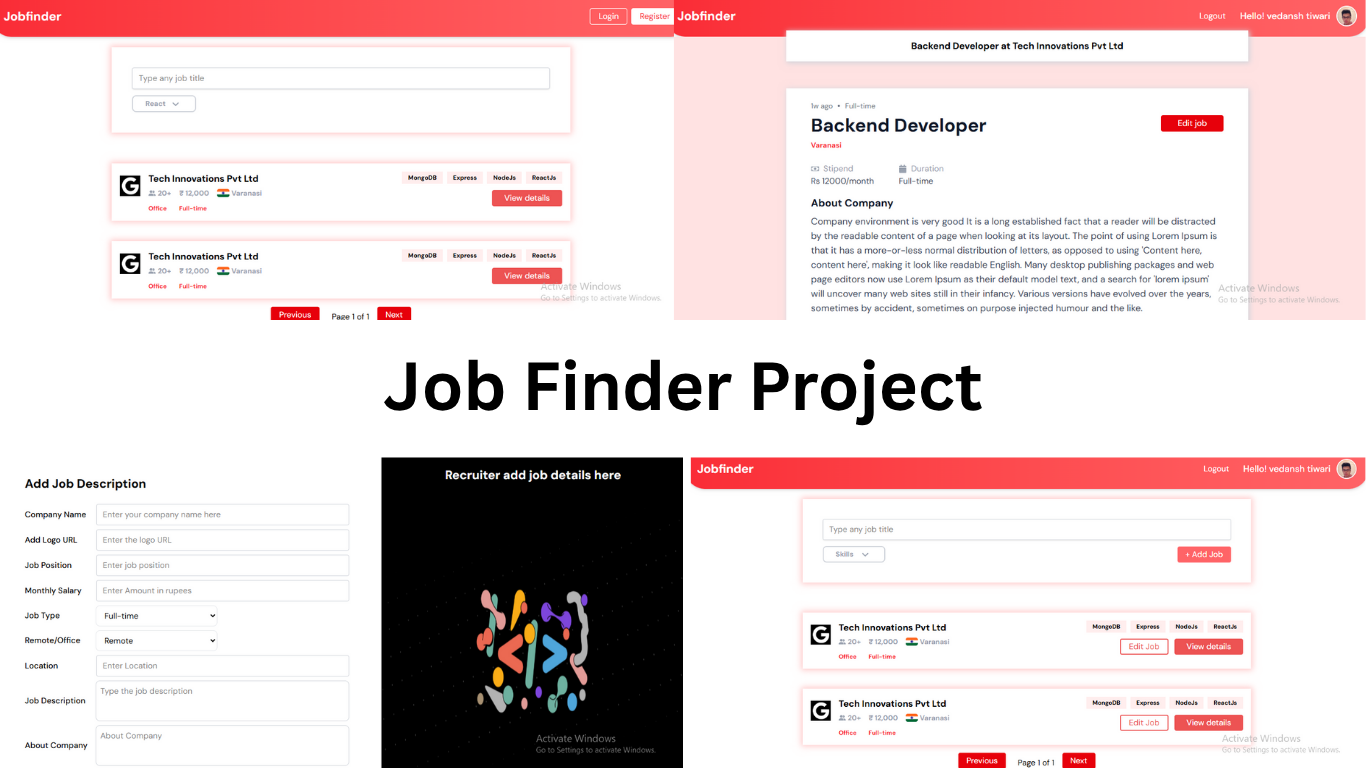 Jobfinder
Login
Register
Type any job title
React
G
Tech Innovations Pvt Ltd
20+ ₹ 12,000 Varanasi
Office Full-time
MongoDB Express NodeJs ReactJs
View details
G
Tech Innovations Pvt Ltd
20+ ₹ 12,000 Varanasi
Office Full-time
MongoDB Express NodeJs ReactJs
View details
Activate Windows
Go to Settings to activate Windows.
Previous Page 1 of 1 Next
Jobfinder
Logout Hello! vedansh tiwari
Backend Developer at Tech Innovations Pvt Ltd
1w ago • Full-time
Backend Developer
Edit job
Varanasi
Stipend Duration
Rs 12000/month Full-time
About Company
Company environment is very good It is a long established fact that a reader will be distracted
by the readable content of a page when looking at its layout. The point of using Lorem Ipsum is
that it has a more-or-less normal distribution of letters, as opposed to using 'Content here,
content here', making it look like readable English. Many desktop publishing packages and web
page editors now use Lorem Ipsum as their default model text, and a search for 'lorem ipsum'
will uncover many web sites still in their infancy. Various versions have evolved over the years,
sometimes by accident, sometimes on purpose injected humour and the like.
Activate Windows
Go to Settings to activate Windows.
Job Finder Project
Add Job Description
Company Name Enter your company name here
Add Logo URL Enter the logo URL
Job Position Enter job position
Monthly Salary Enter Amount in rupees
Job Type Full-time
Remote/Office Remote
Location Enter Location
Job Description Type the job description
About Company About Company
Recruiter add job details here
</>
Activate Windows
Go to Settings to activate Windows.
Jobfinder
Logout Hello! vedansh tiwari
Type any job title
Skills
+ Add Job
G
Tech Innovations Pvt Ltd
20+ ₹ 12,000 Varanasi
Office Full-time
MongoDB Express NodeJs ReactJs
Edit Job View details
G
Tech Innovations Pvt Ltd
20+ ₹ 12,000 Varanasi
Office Full-time
MongoDB Express NodeJs ReactJs
Edit Job View details
Activate Windows
Go to Settings to activate Windows.
Previous Page 1 of 1 Next